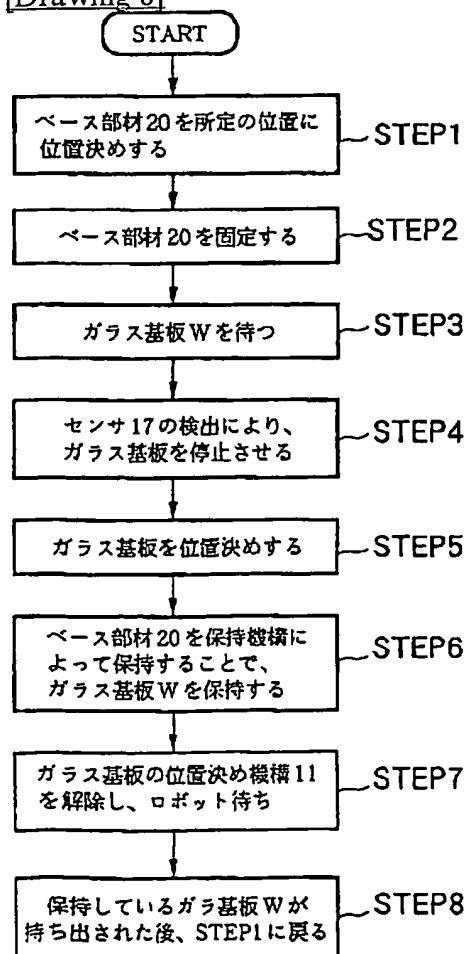 [Drawing 6]
START
ベース部材20を所定の位置に
位置決めする
STEP1
ベース部材20を固定する
STEP2
ガラス基板Wを待つ
STEP3
センサ17の検出により、
ガラス基板を停止させる
STEP4
ガラス基板を位置決めする
STEP5
ベース部材20を保持機構に
よって保持することで、
ガラス基板Wを保持する
STEP6
ガラス基板の位置決め機構11
を解除し、ロボット待ち
STEP7
保持しているガラ基板Wが
持ち出された後、STEP1に戻る
STEP8